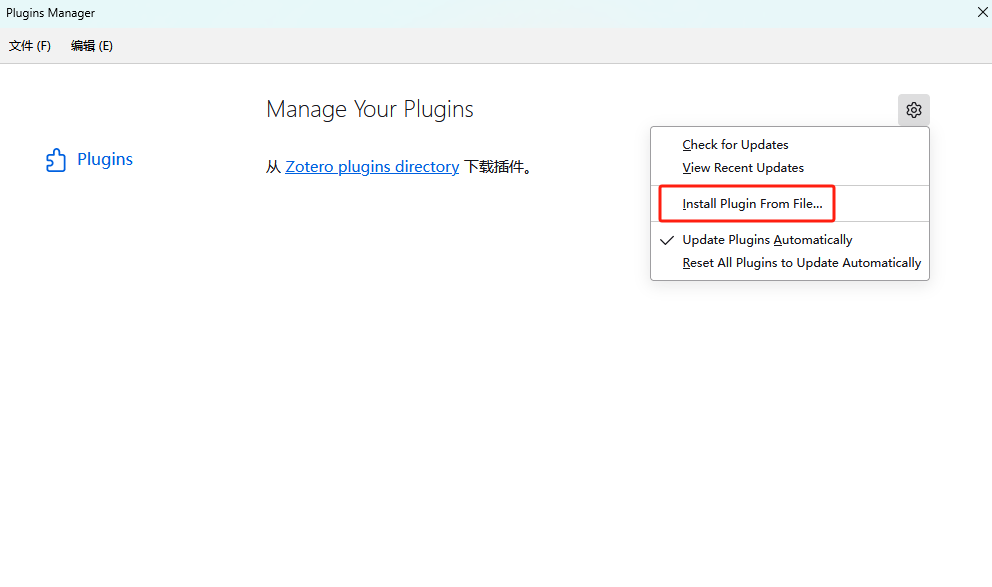 Plugins Manager
文件 (F) 编辑 (E)
Manage Your Plugins
Plugins
从 Zotero plugins directory 下载插件。
Check for Updates
View Recent Updates
Install Plugin From File...
Update Plugins Automatically
Reset All Plugins to Update Automatically